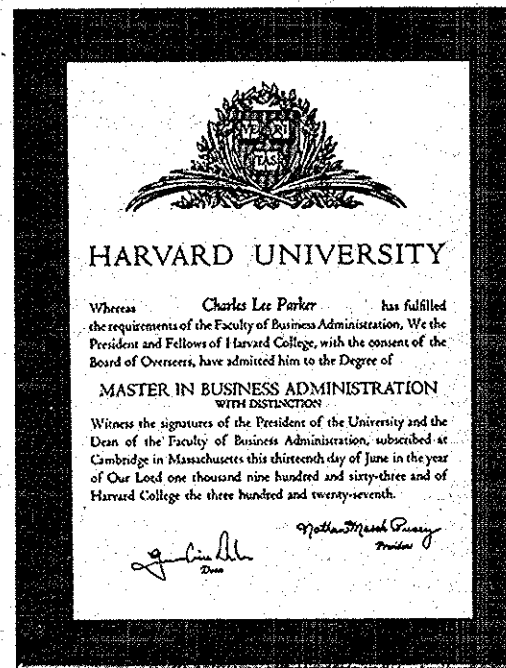 VE RI
TAS
HARVARD UNIVERSITY
Whereas Charles Lee Parker has fulfilled
the requirements of the Faculty of Business Administration, We the
President and Fellows of Harvard College, with the consent of the
Board of Overseers, have admitted him to the Degree of
MASTER IN BUSINESS ADMINISTRATION
WITH DISTINCTION
Witness the signatures of the President of the University and the
Dean of the Faculty of Business Administration, subscribed at
Cambridge in Massachusetts this thirteenth day of June in the year
of Our Lord one thousand nine hundred and sixty-three and of
Harvard College the three hundred and twenty-seventh.
Nathan Marsh Pusey
President
Dean